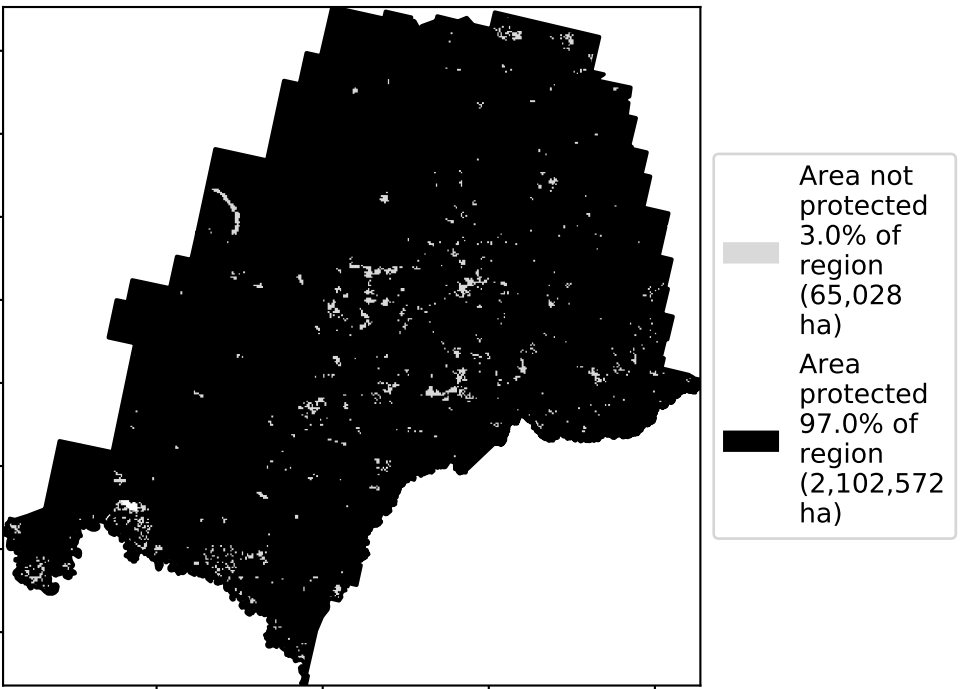 Area not
protected
3.0% of
region
(65,028
ha)
Area
protected
97.0% of
region
(2,102,572
ha)